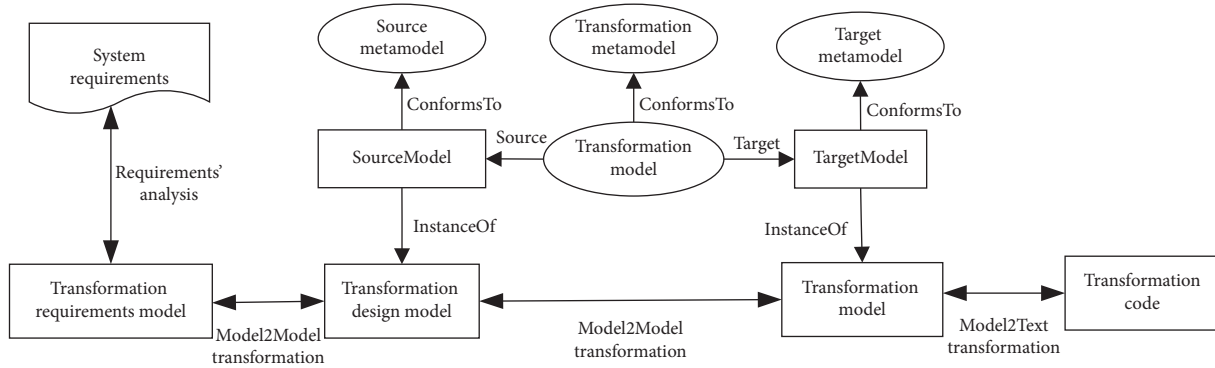 System
requirements
Source
metamodel
Transformation
metamodel
Target
metamodel
ConformsTo
ConformsTo
ConformsTo
SourceModel
Source
Transformation
model
Target
TargetModel
Requirements’
analysis
InstanceOf
InstanceOf
Transformation
requirements model
Model2Model
transformation
Transformation
design model
Model2Model
transformation
Transformation
model
Model2Text
transformation
Transformation
code